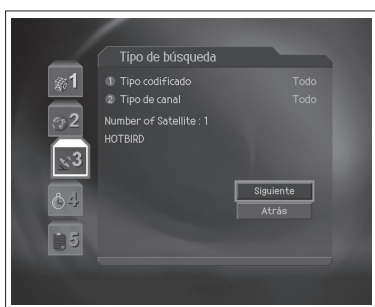 Tipo de búsqueda
1 Tipo codificado Todo
2 Tipo de canal Todo
Number of Satellite : 1
HOTBIRD
Siguiente
Atrás
1
2
3
4
5